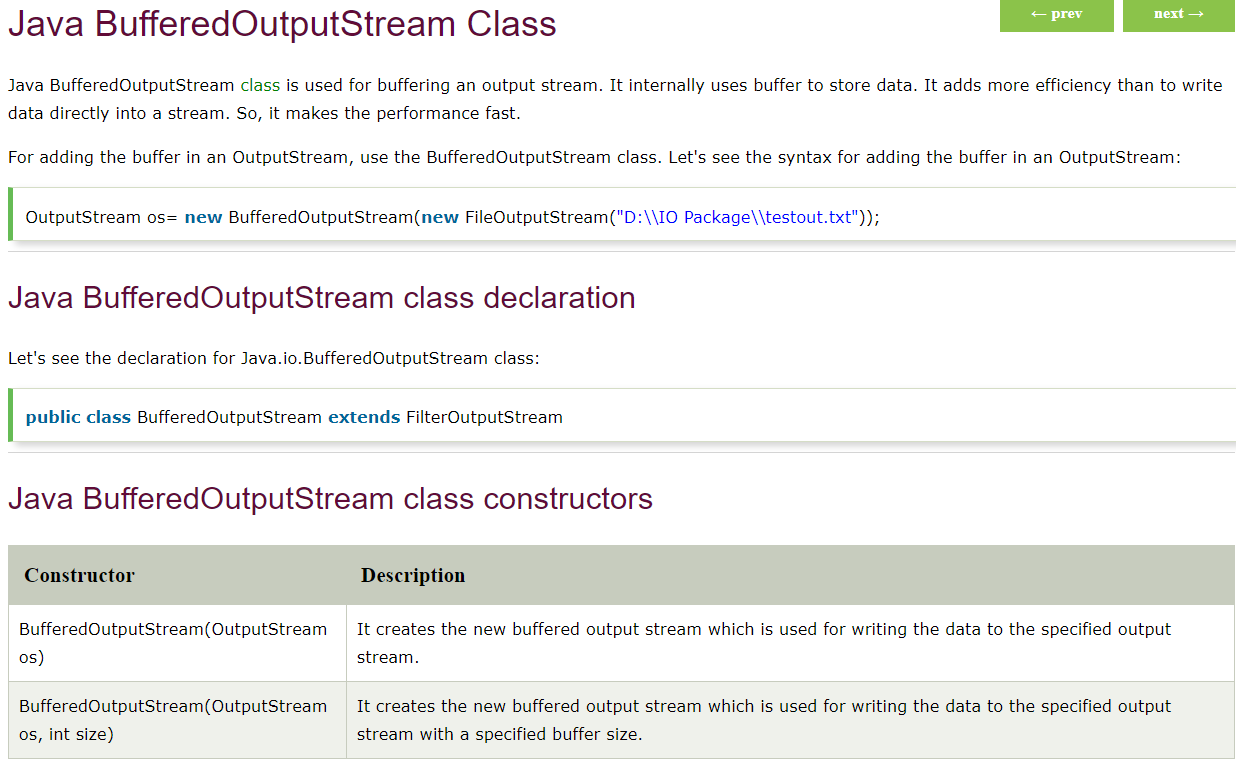 Java BufferedOutputStream Class
← prev
next →
Java BufferedOutputStream class is used for buffering an output stream. It internally uses buffer to store data. It adds more efficiency than to write
data directly into a stream. So, it makes the performance fast.
For adding the buffer in an OutputStream, use the BufferedOutputStream class. Let's see the syntax for adding the buffer in an OutputStream:
OutputStream os= new BufferedOutputStream(new FileOutputStream("D:\\IO Package\\testout.txt"));
Java BufferedOutputStream class declaration
Let's see the declaration for Java.io.BufferedOutputStream class:
public class BufferedOutputStream extends FilterOutputStream
Java BufferedOutputStream class constructors
Constructor
Description
BufferedOutputStream(OutputStream
os)
It creates the new buffered output stream which is used for writing the data to the specified output
stream.
BufferedOutputStream(OutputStream
os, int size)
It creates the new buffered output stream which is used for writing the data to the specified output
stream with a specified buffer size.